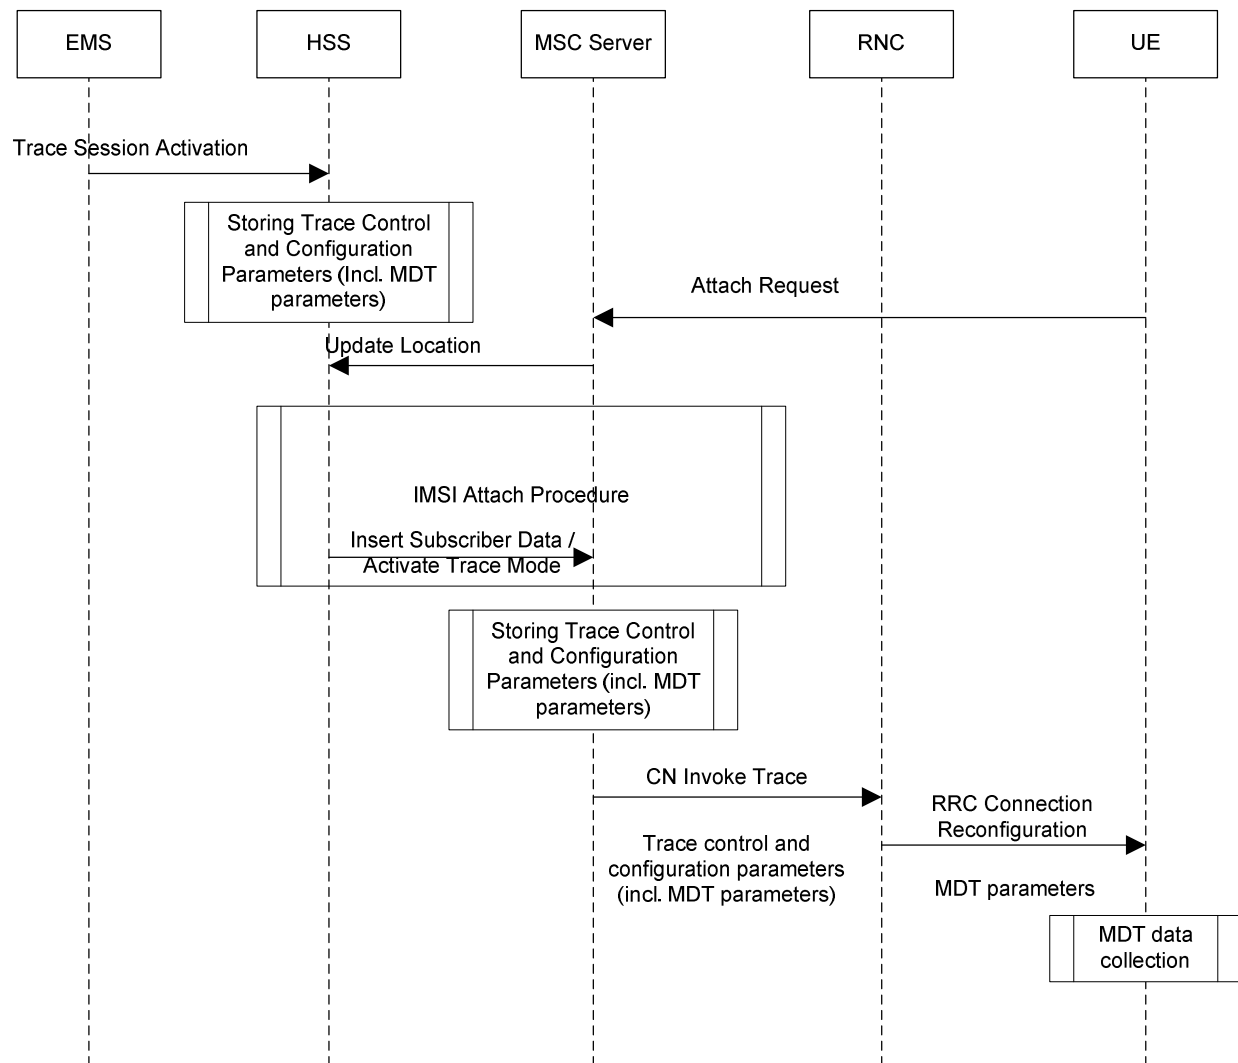 EMS
HSS
MSC Server
RNC
UE
Trace Session Activation
Storing Trace Control
and Configuration
Parameters (Incl. MDT
parameters)
Attach Request
Update Location
IMSI Attach Procedure
Insert Subscriber Data /
Activate Trace Mode
Storing Trace Control
and Configuration
Parameters (incl. MDT
parameters)
CN Invoke Trace
Trace control and
configuration parameters
(incl. MDT parameters)
RRC Connection
Reconfiguration
MDT parameters
MDT data
collection